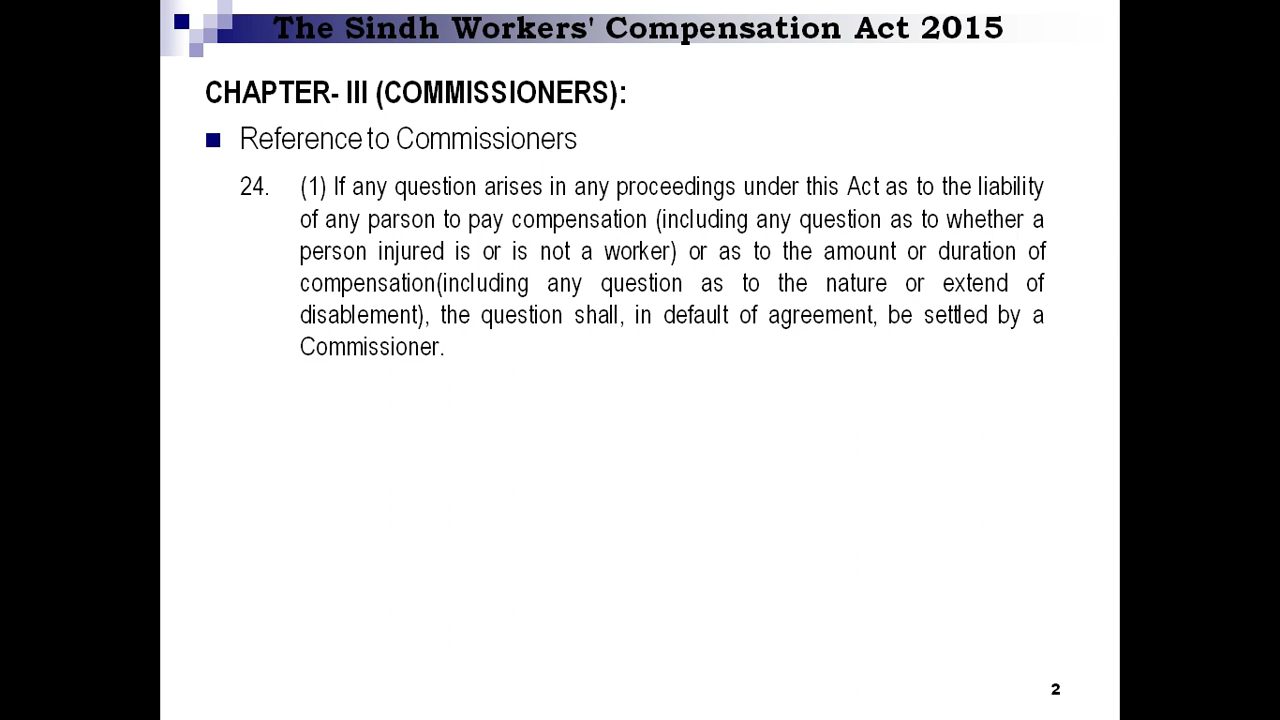 The Sindh Workers' Compensation Act 2015
CHAPTER- III (COMMISSIONERS):
Reference to Commissioners
24. (1) If any question arises in any proceedings under this Act as to the liability
of any parson to pay compensation (including any question as to whether a
person injured is or is not a worker) or as to the amount or duration of
compensation(including any question as to the nature or extend of
disablement), the question shall, in default of agreement, be settled by a
Commissioner.
2